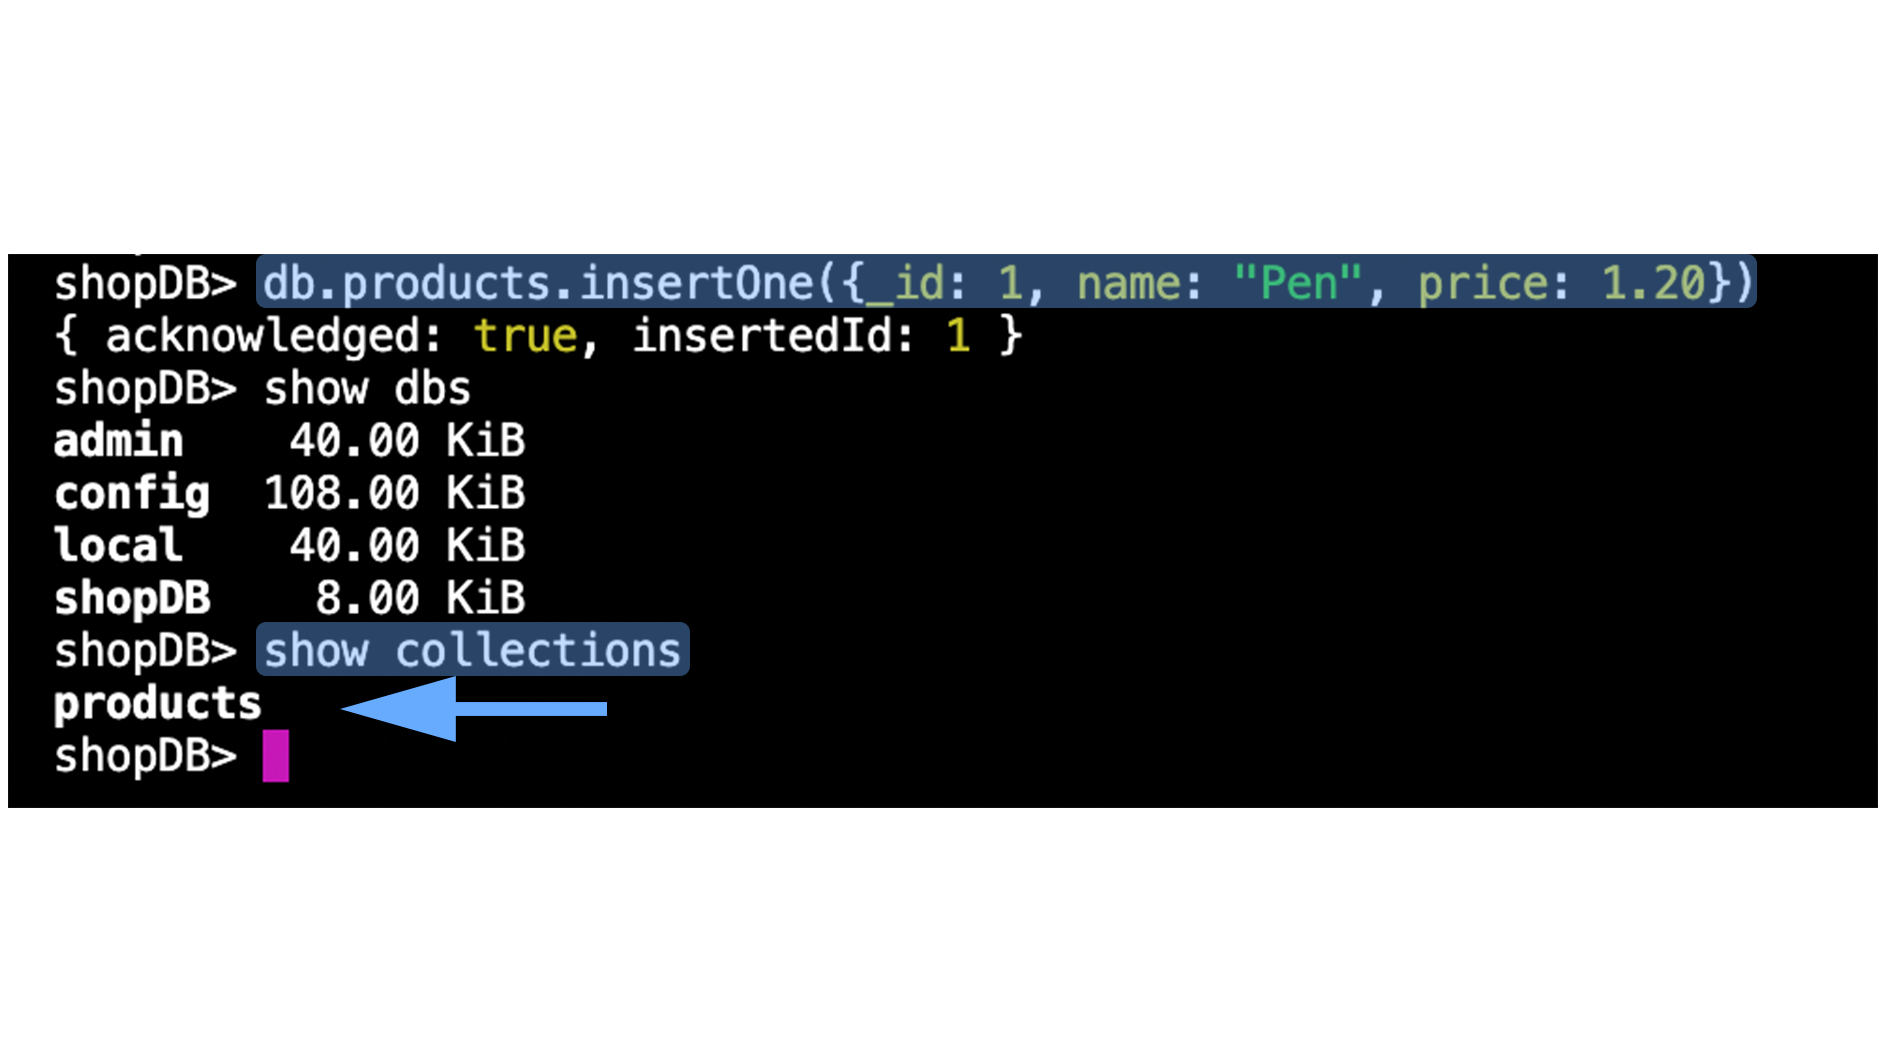 shopDB> db.products.insertOne({_id: 1, name: "Pen", price: 1.20})
{ acknowledged: true, insertedId: 1 }
shopDB> show dbs
admin    40.00 KiB
config  108.00 KiB
local    40.00 KiB
shopDB    8.00 KiB
shopDB> show collections
products
shopDB>